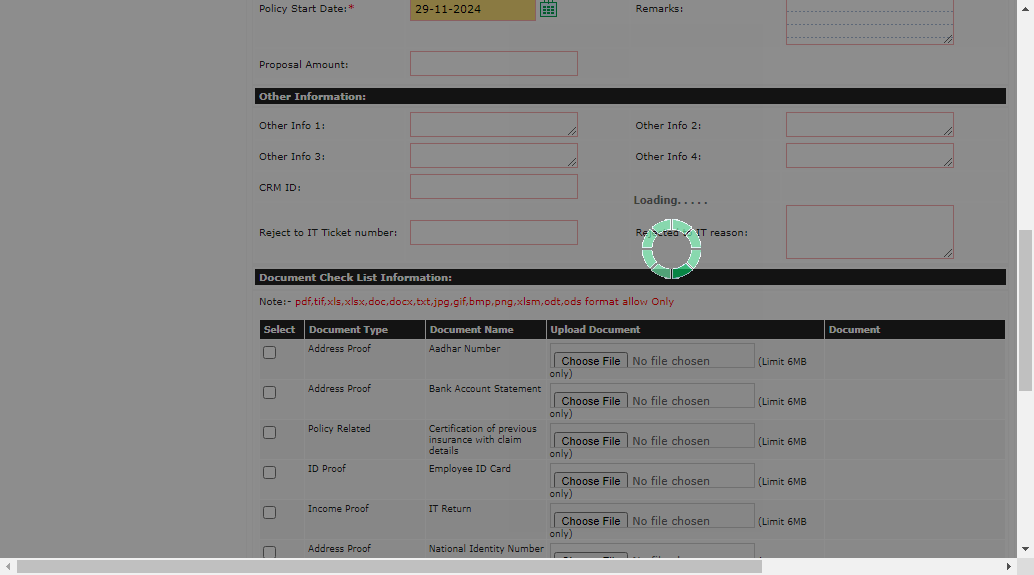 Policy Start Date:* 29-11-2024 Remarks:
Proposal Amount:
Other Information:
Other Info 1: Other Info 2:
Other Info 3: Other Info 4:
CRM ID:
Loading. . . . .
Reject to IT Ticket number: Rejected to IT reason:
Document Check List Information:
Note:- pdf,tif,xls,xlsx,doc,docx,txt,jpg,gif,bmp,png,xlsm,odt,ods format allow Only
Select Document Type Document Name Upload Document Document
Address Proof Aadhar Number Choose File No file chosen (Limit 6MB
only)
Address Proof Bank Account Statement Choose File No file chosen (Limit 6MB
only)
Policy Related Certification of previous
insurance with claim
details
Choose File No file chosen (Limit 6MB
only)
ID Proof Employee ID Card Choose File No file chosen (Limit 6MB
only)
Income Proof IT Return Choose File No file chosen (Limit 6MB
only)
Address Proof National Identity Number